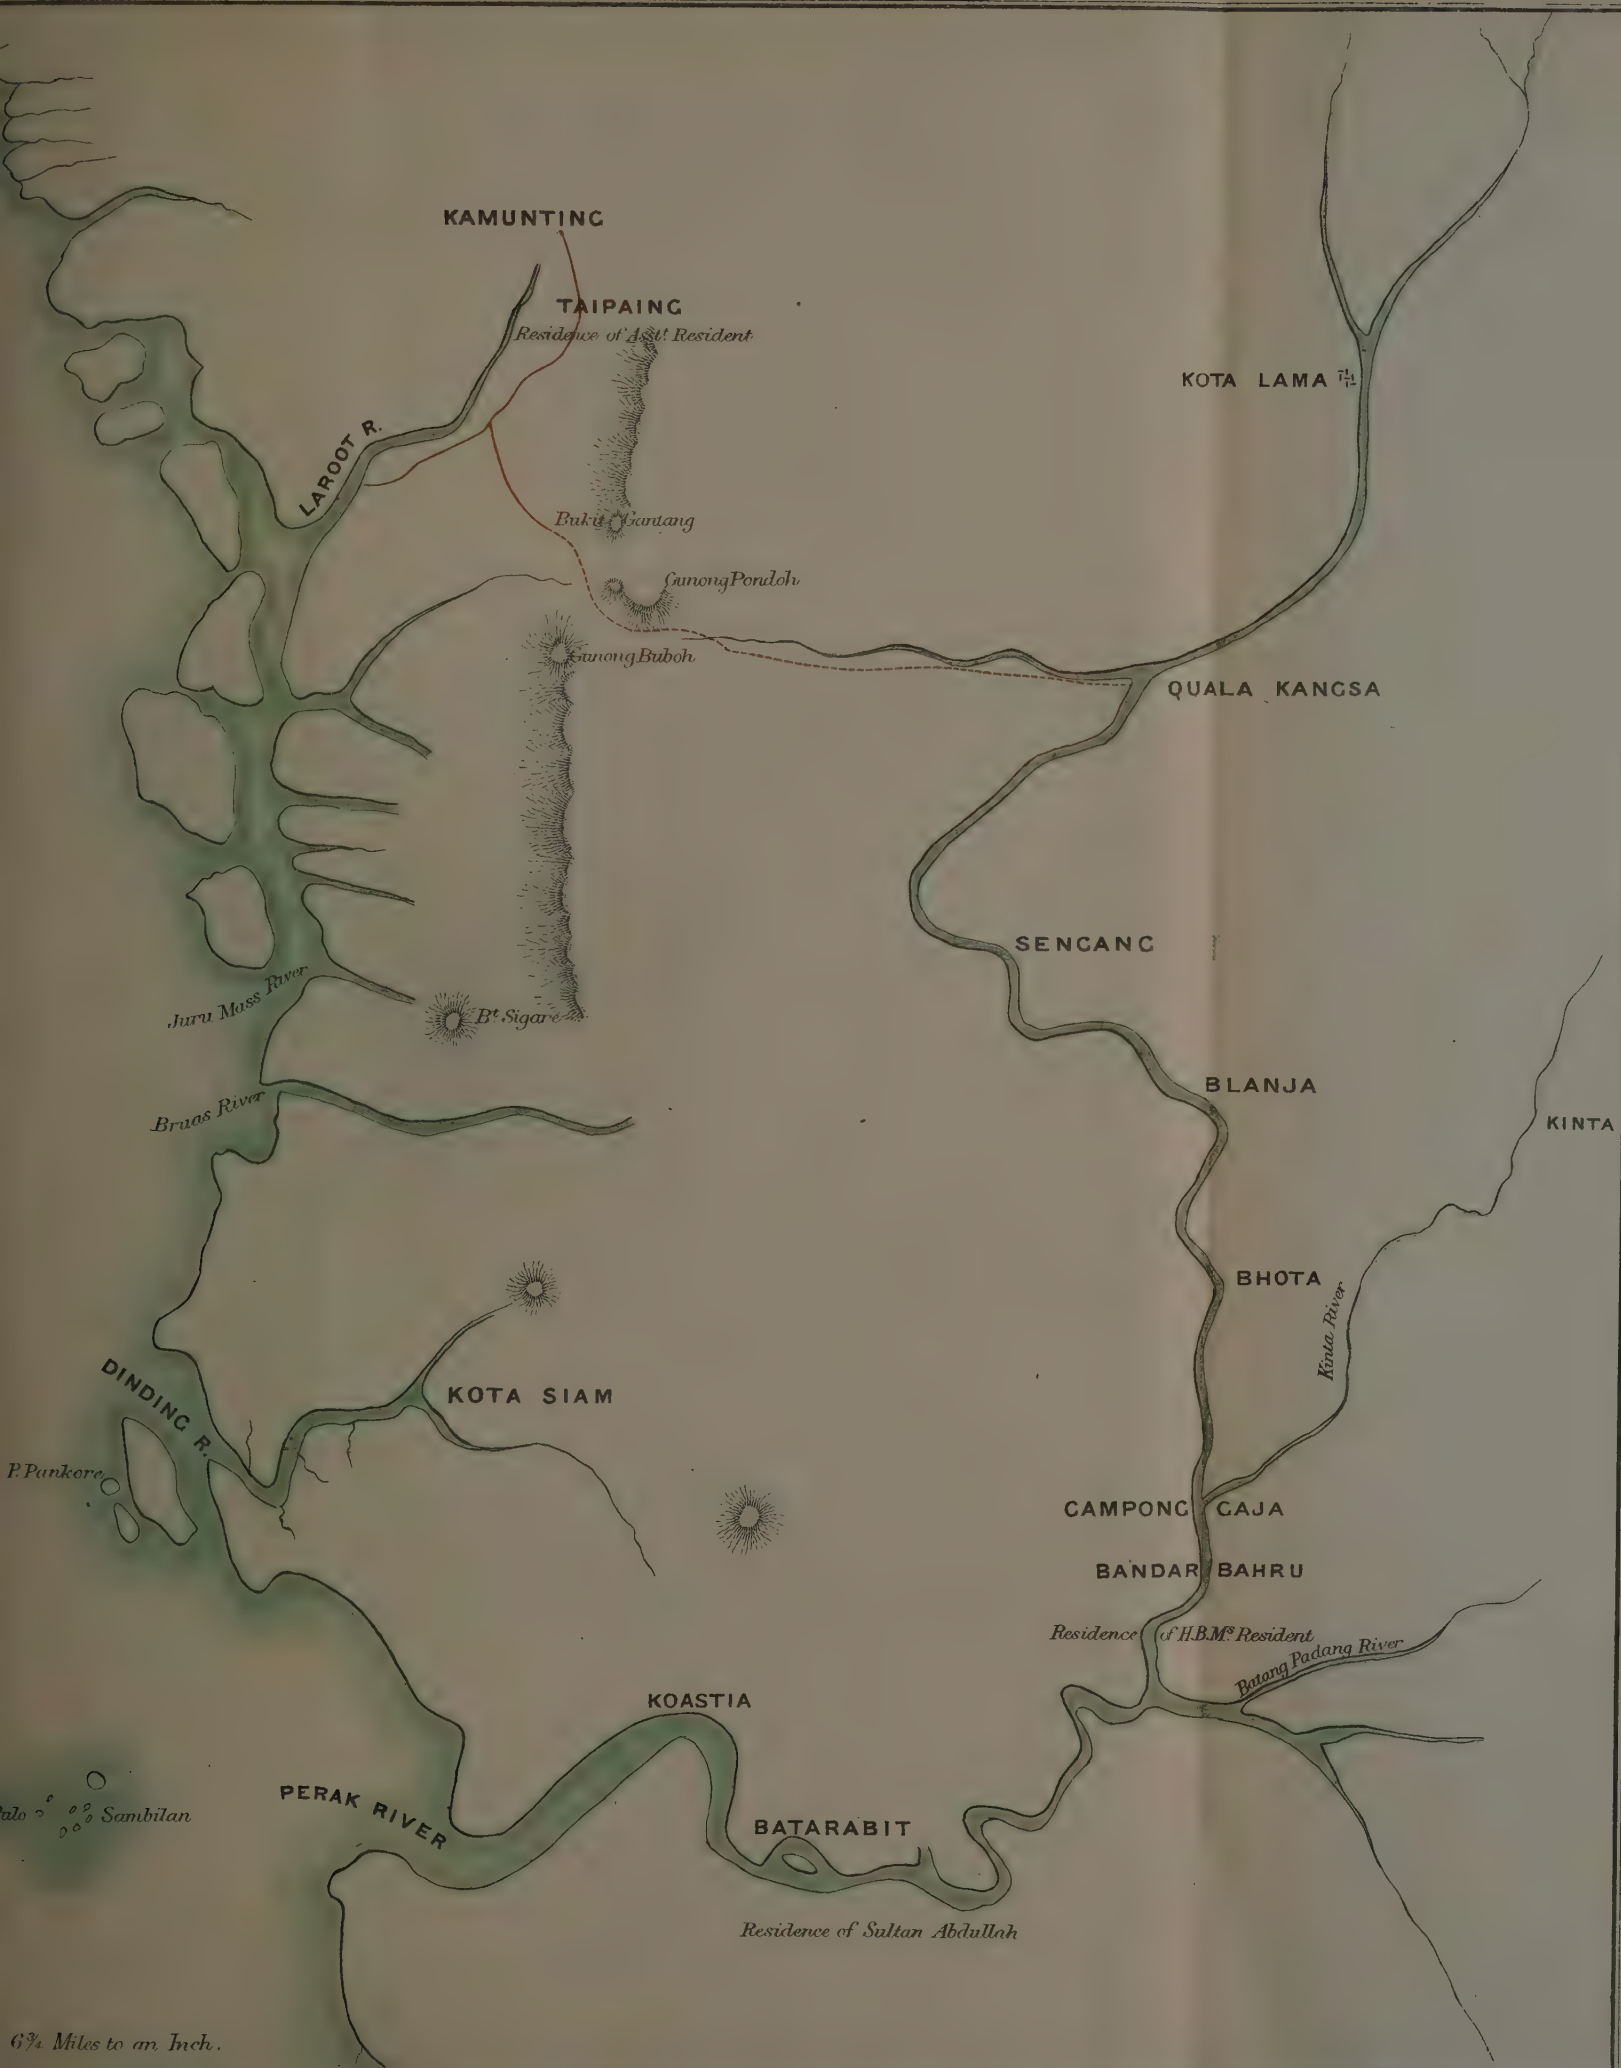 KAMUNTING
TAIPAING
Residence of Asst. Resident
KOTA LAMA
LAROOT R.
Bukit Gantang
Gunong Pondoh
Gunong Buboh
QUALA KANGSA
SENGANG
Juru Mass River
Bt. Sigare
BLANJA
Bruas River
KINTA
BHOTA
Kinta River
DINDING R.
KOTA SIAM
P. Pankore
CAMPONG GAJA
BANDAR BAHRU
Residence of H.B.Ms. Resident
Batang Padang River
KOASTIA
PERAK RIVER
Sambilan
BATARABIT
Residence of Sultan Abdullah
6¾ Miles to an Inch.